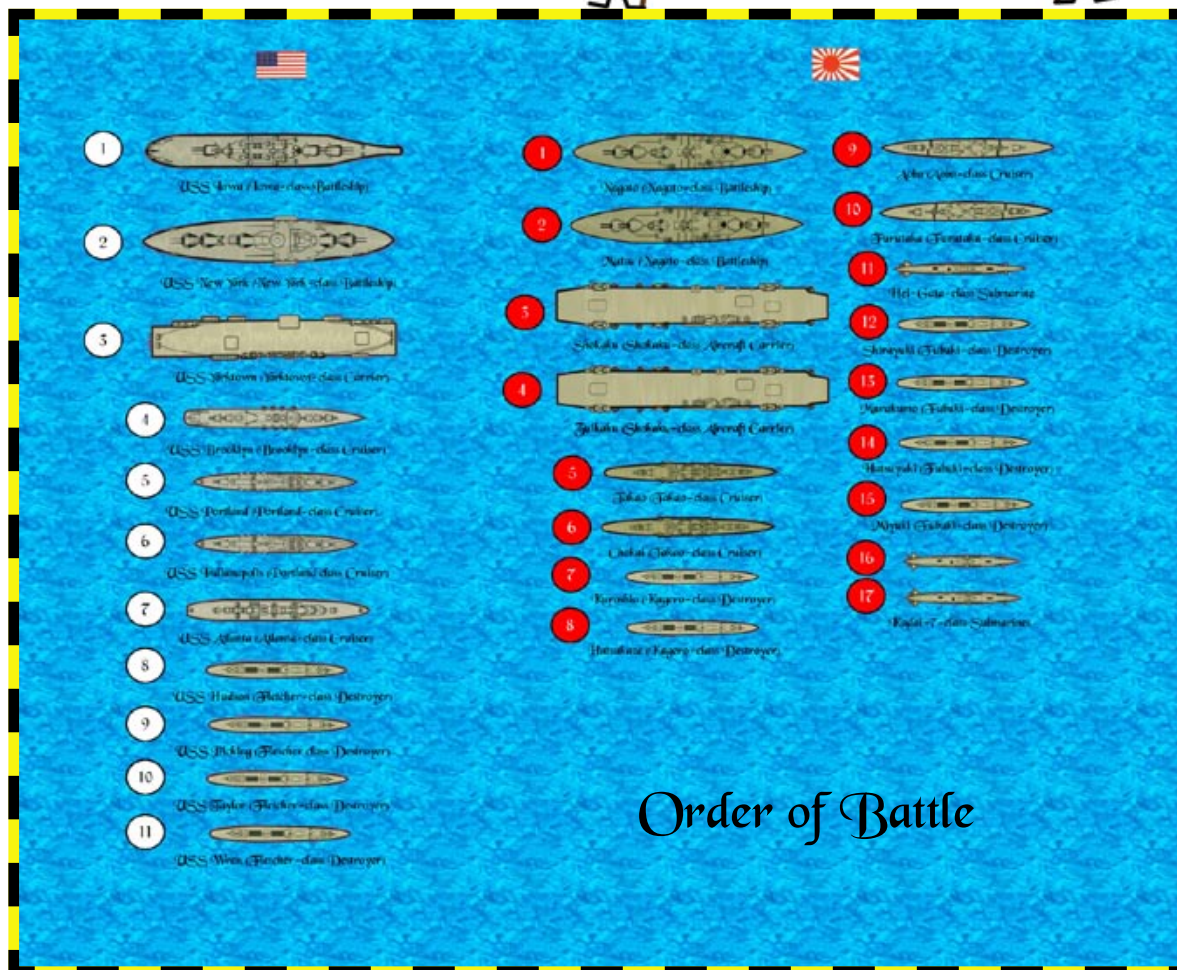 1
USS Iowa (Iowa-class Battleship)
2
USS New York (New York-class Battleship)
3
USS Yorktown (Yorktown-class Carrier)
4
USS Brooklyn (Brooklyn-class Cruiser)
5
USS Portland (Portland-class Cruiser)
6
USS Indianapolis (Portland class Cruiser)
7
USS Atlanta (Atlanta-class Cruiser)
8
USS Hudson (Fletcher-class Destroyer)
9
USS (Fletcher class Destroyer)
10
USS Taylor (Fletcher-class Destroyer)
11
USS Wren (Fletcher-class Destroyer)
1
Nagato (Nagato-class Battleship)
2
(Nagato-class Battleship)
3
Shokaku (Shokaku-class Aircraft Carrier)
4
Zuikaku (Shokaku-class Aircraft Carrier)
5
Takao (Takao-class Cruiser)
6
Chokai (Takao-class Cruiser)
7
Kuroshio (Kagero-class Destroyer)
8
Hatsukaze (Kagero-class Destroyer)
9
Aoba (Aoba-class Cruiser)
10
Furutaka (Furutaka-class Cruiser)
11
Hei-Gata-class Submarine
12
Shirayuki (Fubuki-class Destroyer)
13
Murakumo (Fubuki-class Destroyer)
14
Hatsuyuki (Fubuki-class Destroyer)
15
Miyuki (Fubuki-class Destroyer)
16
17
Order of Battle